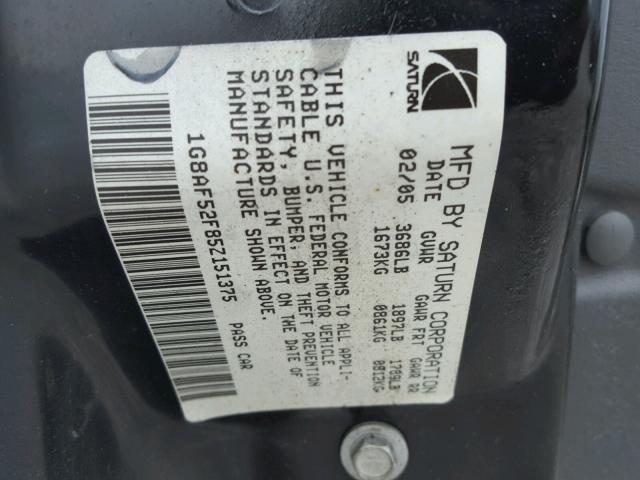 SATURN
MFD BY SATURN CORPORATION
DATE GVWR GAWR FRT GAWR RR
02/05 3686LB 1897LB 1789LB
1673KG 0861KG 0812KG
THIS VEHICLE CONFORMS TO ALL APPLI-
CABLE U.S. FEDERAL MOTOR VEHICLE
SAFETY, BUMPER, AND THEFT PREVENTION
STANDARDS IN EFFECT ON THE DATE OF
MANUFACTURE SHOWN ABOVE.
1G8AF52F85Z151375 PASS CAR